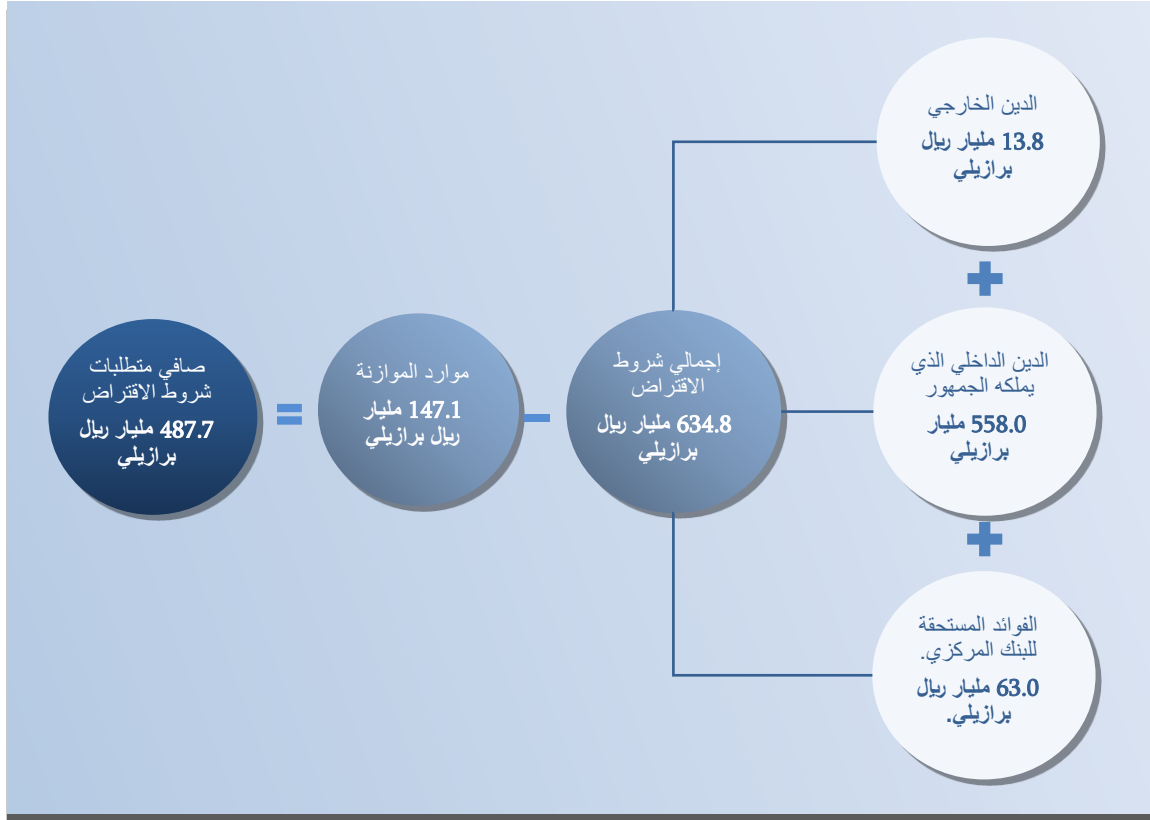 الدين الخارجي
13.8 مليار ريال
برازيلي
الدين الداخلي الذي
يملكه الجمهور
558.0 مليار
برازيلي
الفوائد المستحقة
للبنك المركزي.
63.0 مليار ريال
برازيلي.
إجمالي شروط
الاقتراض
634.8 مليار ريال
برازيلي
موارد الموازنة
147.1 مليار
ريال برازيلي
صافي متطلبات
شروط الاقتراض
487.7 مليار ريال
برازيلي